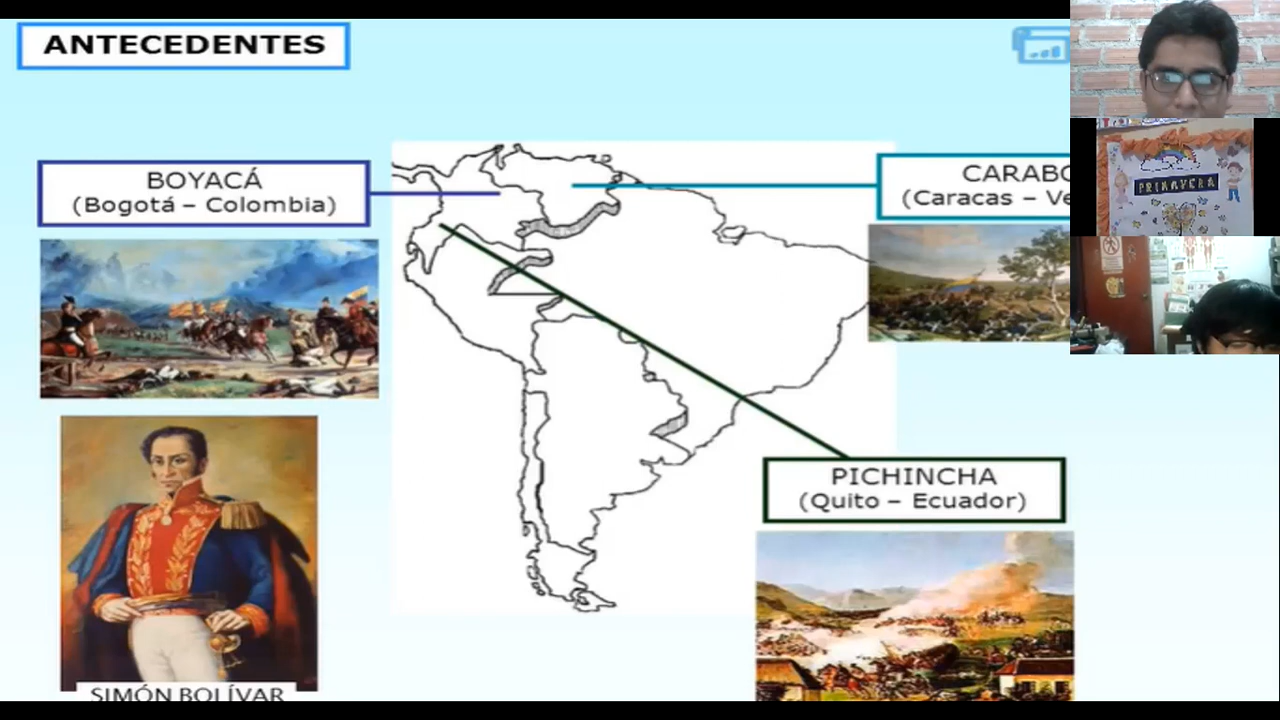 ANTECEDENTES
BOYACÁ
(Bogotá – Colombia)
CARABO
(Caracas – Ve
PICHINCHA
(Quito – Ecuador)
SIMÓN BOLÍVAR
PRIMAVERA